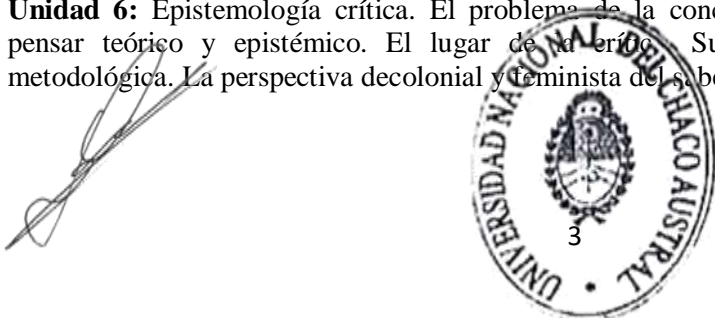 Unidad 6: Epistemología crítica. El problema de la
pensar teórico y epistémico. El lugar de la crítica.
metodológica. La perspectiva decolonial y feminista del
3
UNIVERSIDAD NACIONAL DEL CHACO AUSTRAL